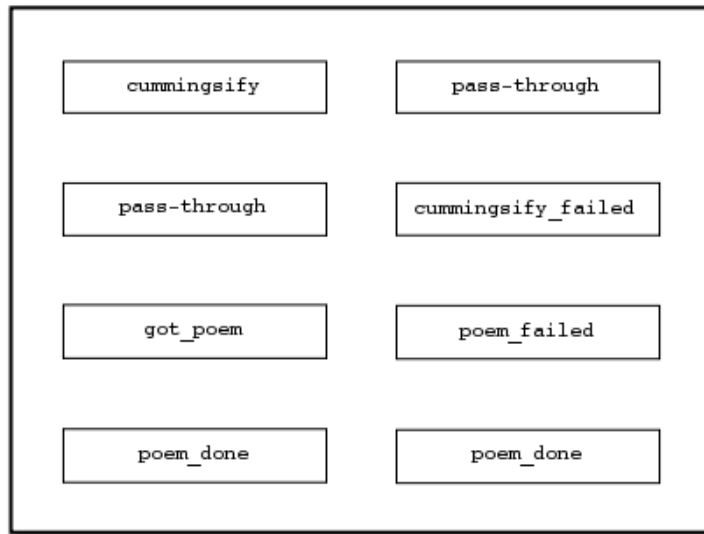 cummingsify pass-through
pass-through cummingsify_failed
got_poem poem_failed
poem_done poem_done